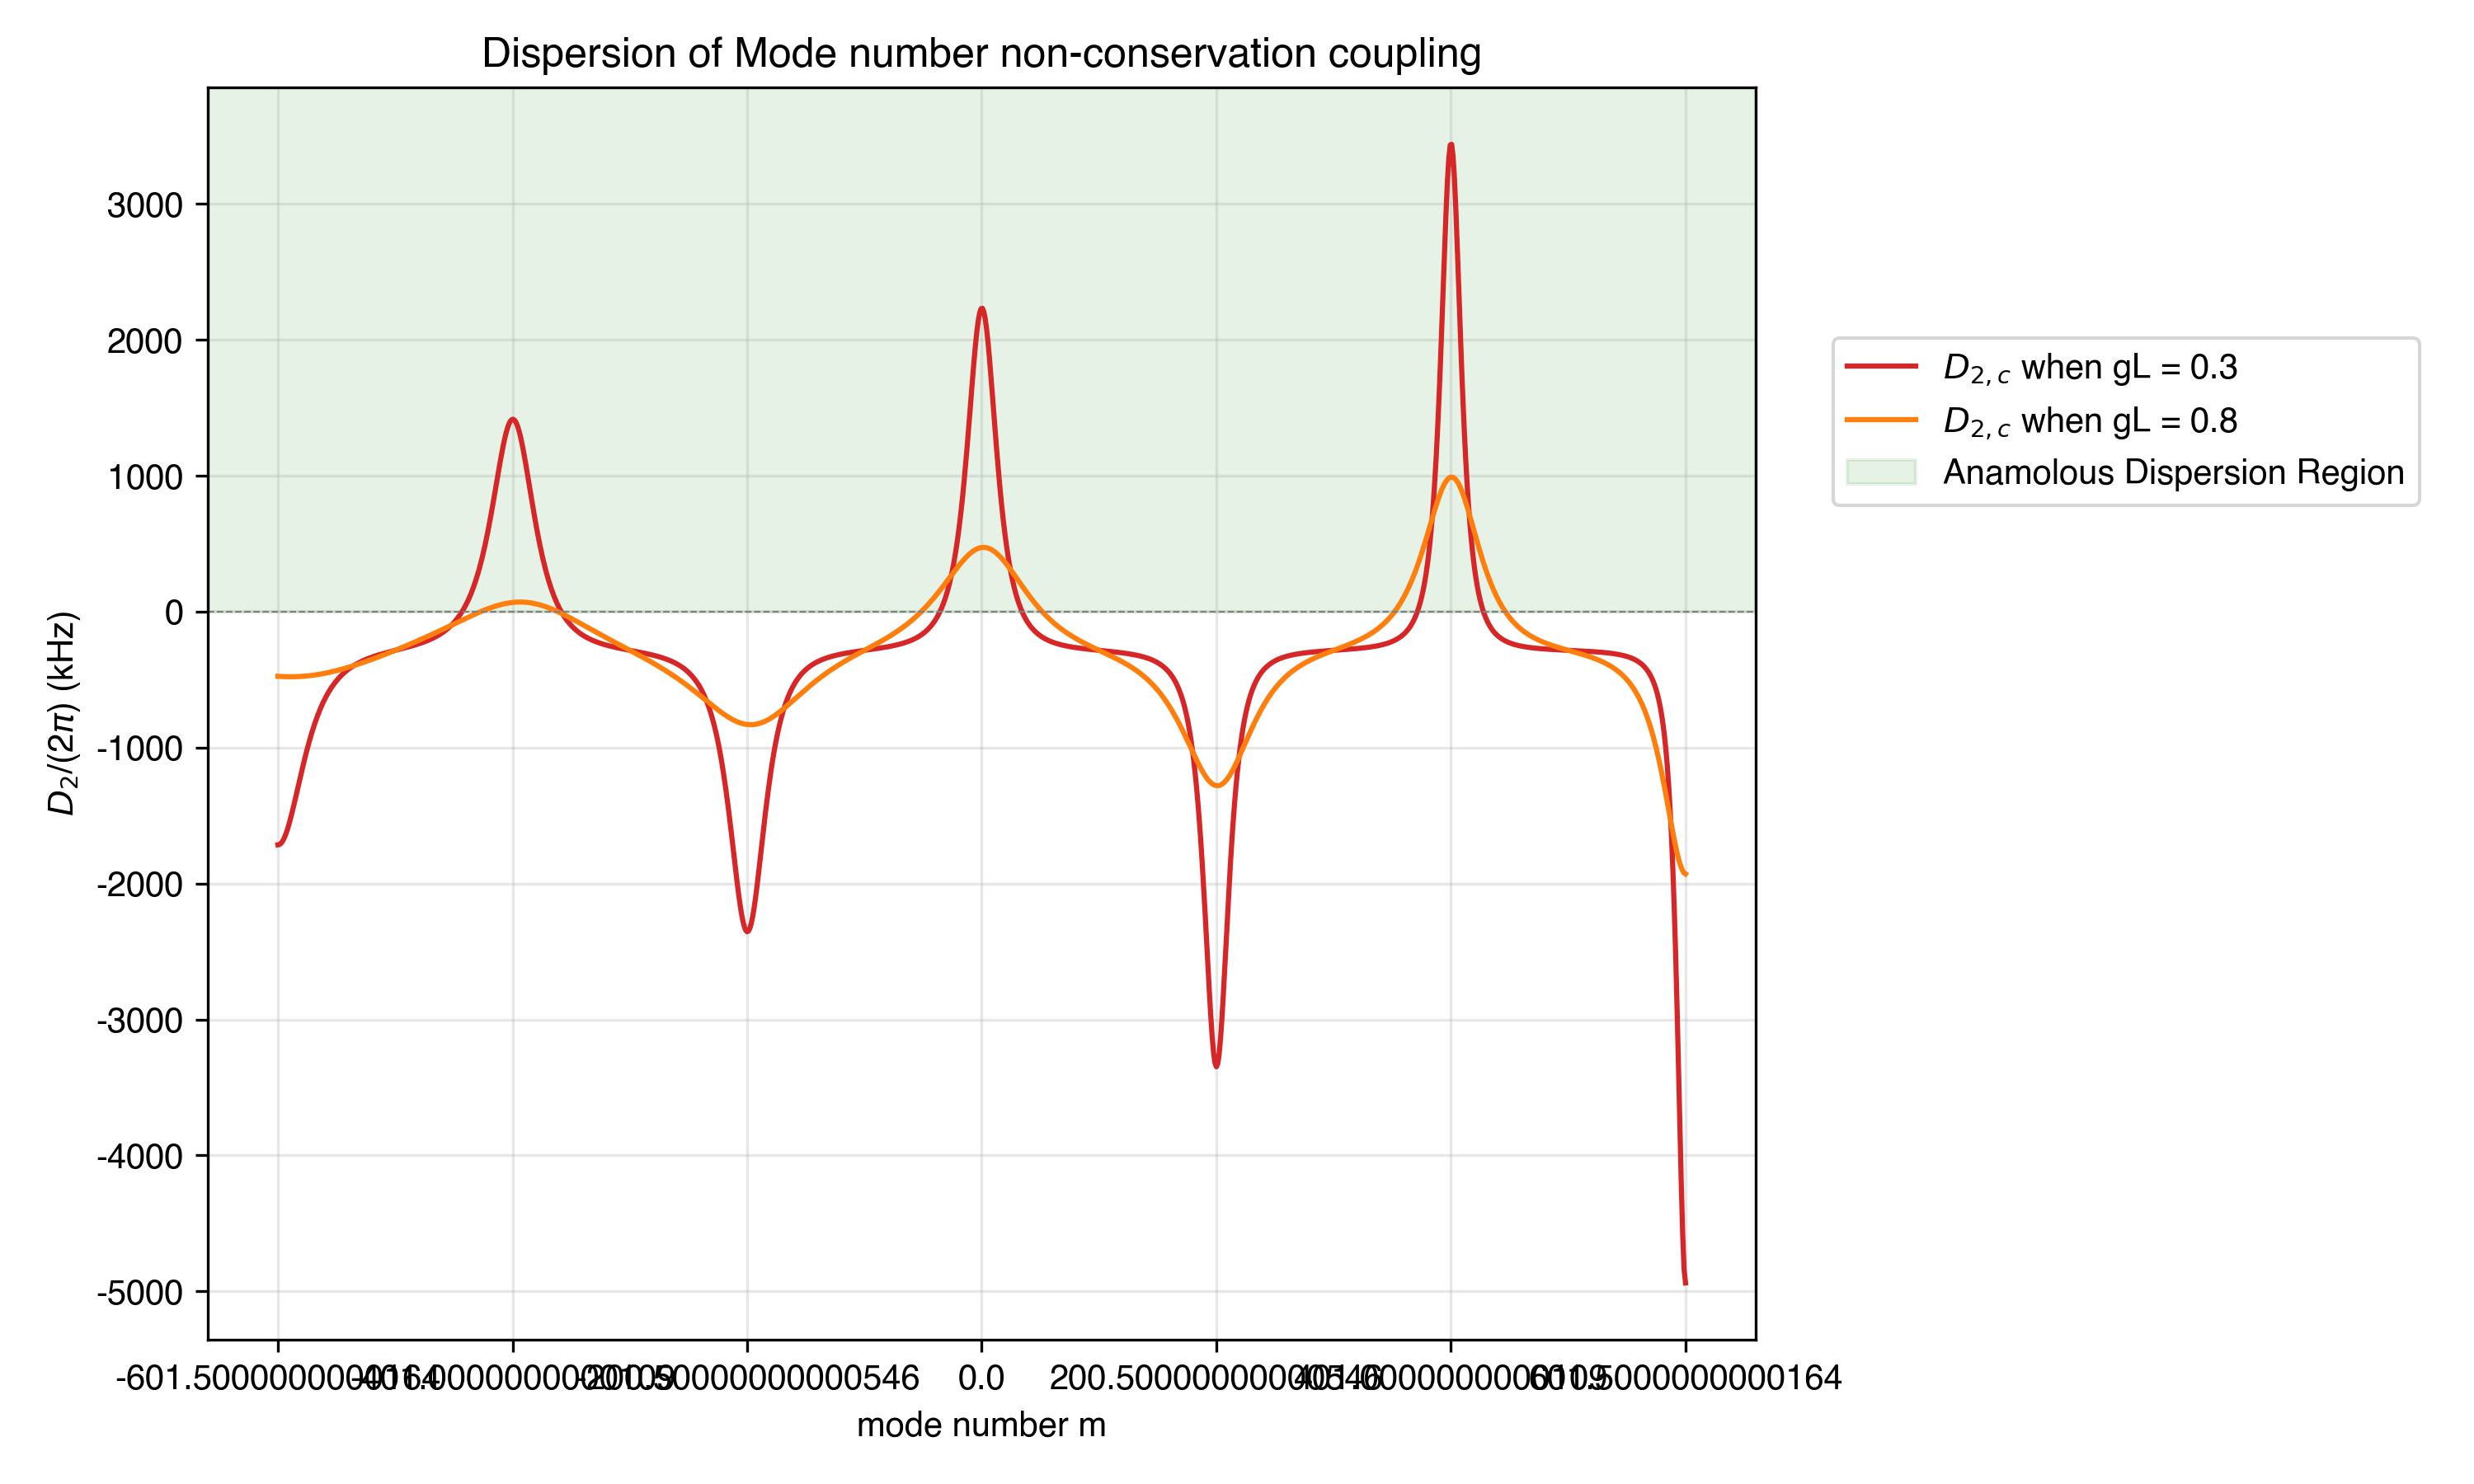 Dispersion of Mode number non-conservation coupling
3000
2000
1000
0
-1000
-2000
-3000
-4000
-5000
D₂/(2π) (kHz)
D₂,c when gL = 0.3
D₂,c when gL = 0.8
Anamolous Dispersion Region
0.0
mode number m